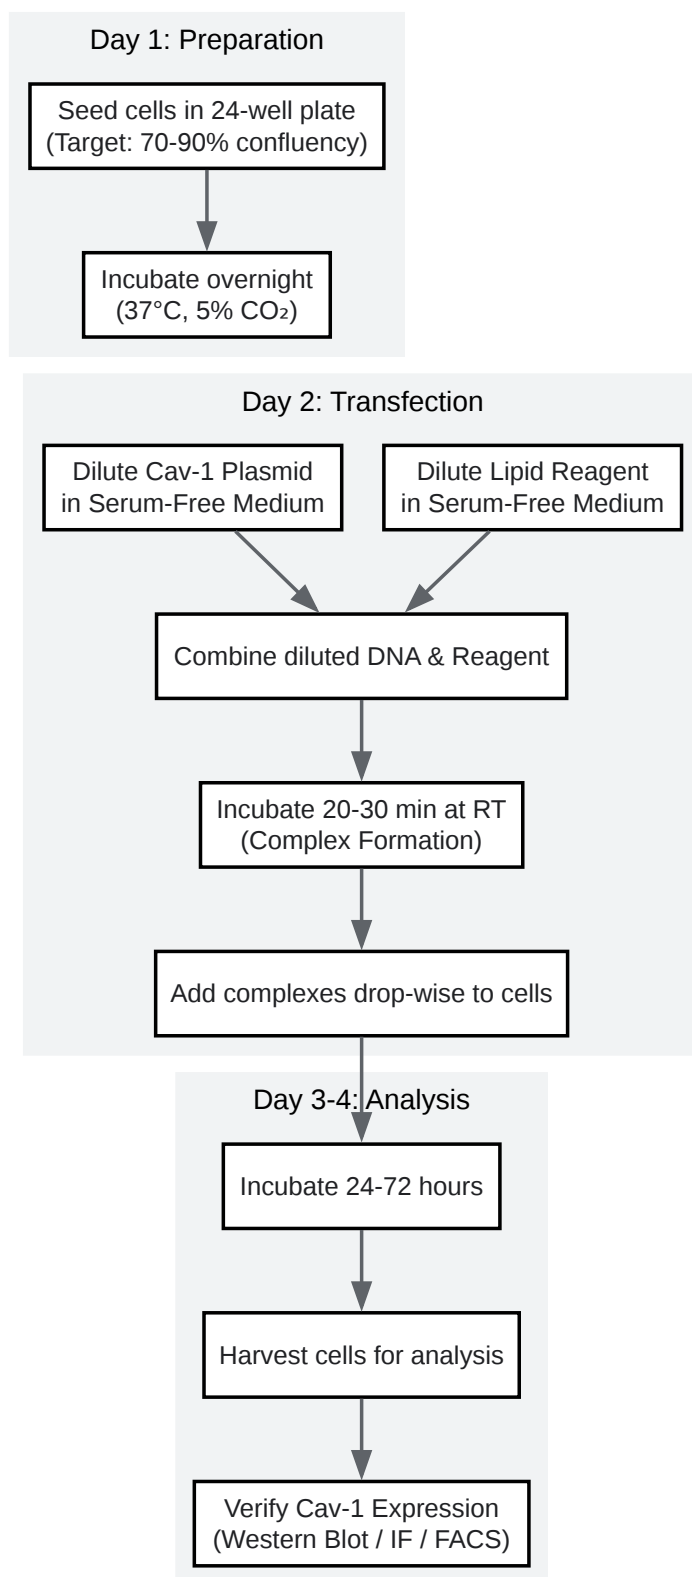 Day 1: Preparation
Seed cells in 24-well plate
(Target: 70-90% confluency)
Incubate overnight
(37°C, 5% CO₂)
Day 2: Transfection
Dilute Cav-1 Plasmid
in Serum-Free Medium
Dilute Lipid Reagent
in Serum-Free Medium
Combine diluted DNA & Reagent
Incubate 20-30 min at RT
(Complex Formation)
Add complexes drop-wise to cells
Day 3-4: Analysis
Incubate 24-72 hours
Harvest cells for analysis
Verify Cav-1 Expression
(Western Blot / IF / FACS)